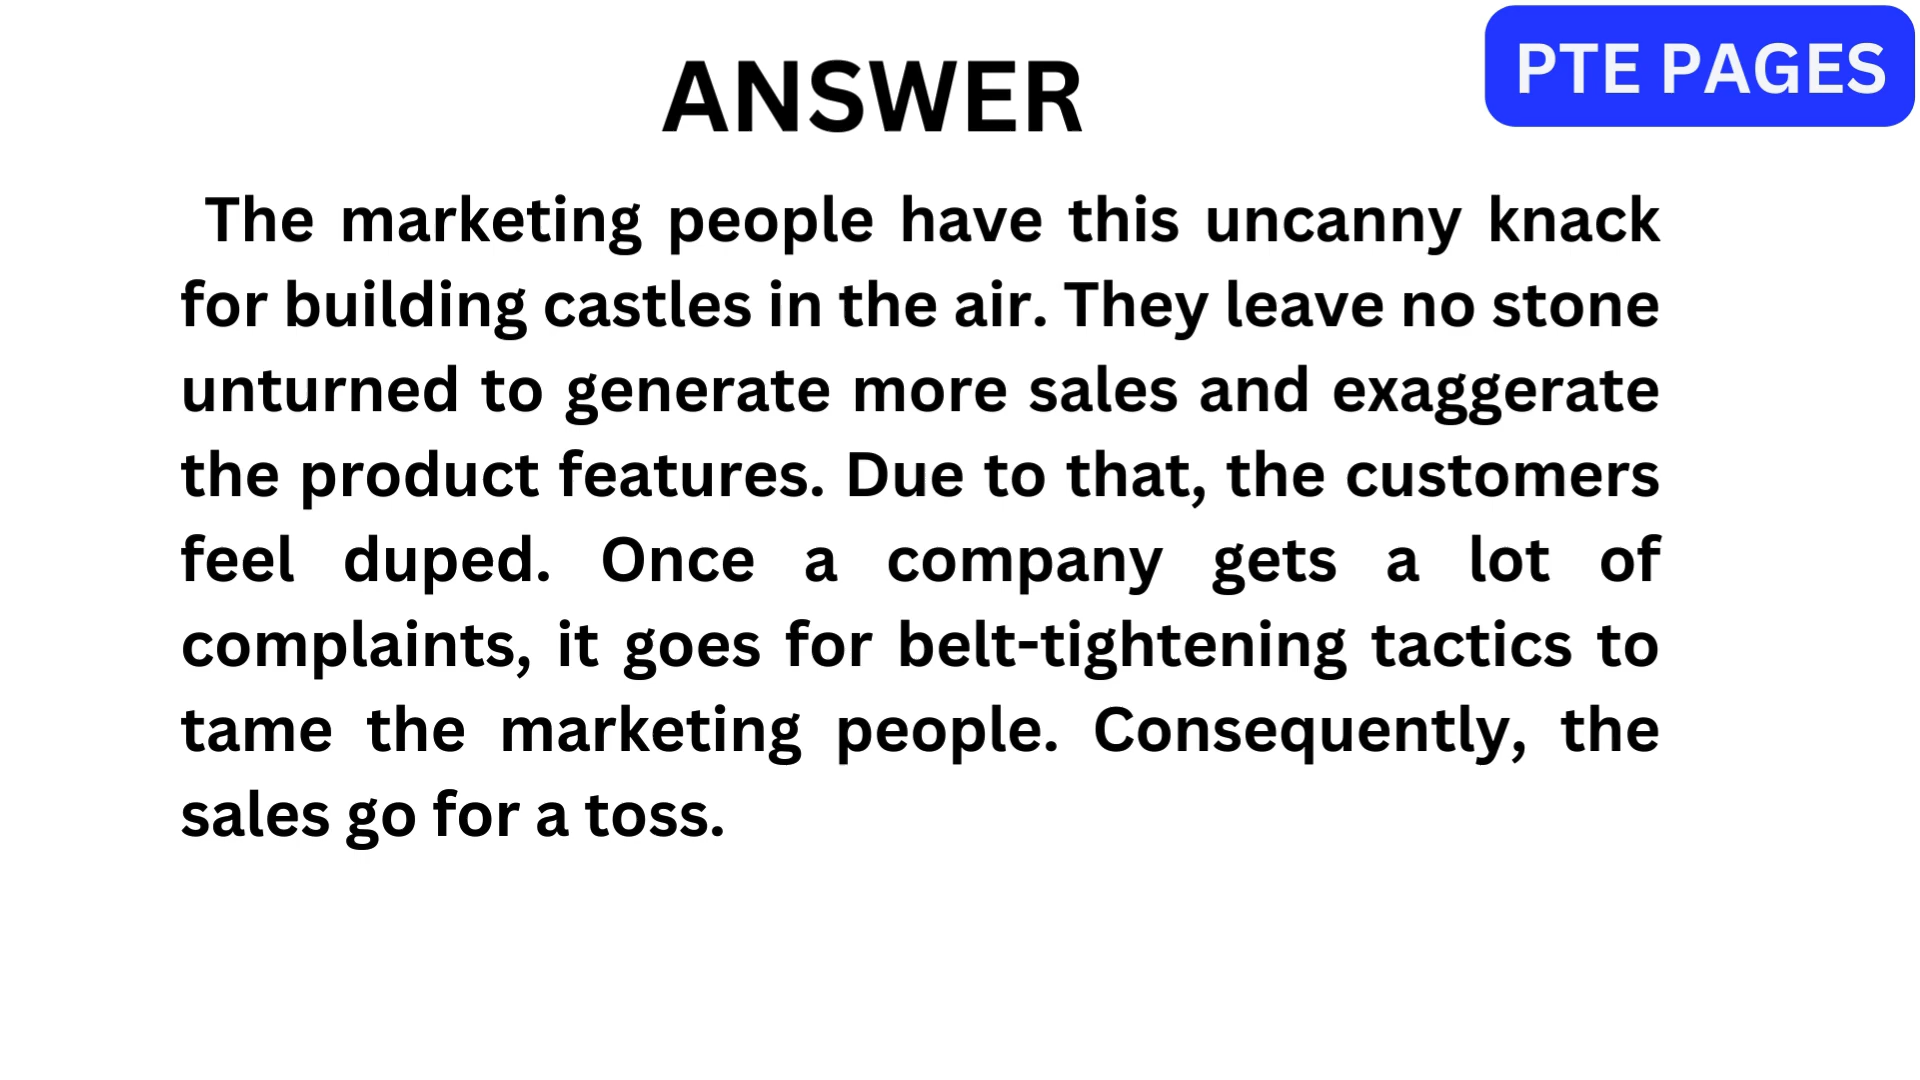 PTE PAGES
ANSWER
The marketing people have this uncanny knack
for building castles in the air. They leave no stone
unturned to generate more sales and exaggerate
the product features. Due to that, the customers
feel duped. Once a company gets a lot of
complaints, it goes for belt-tightening tactics to
tame the marketing people. Consequently, the
sales go for a toss.